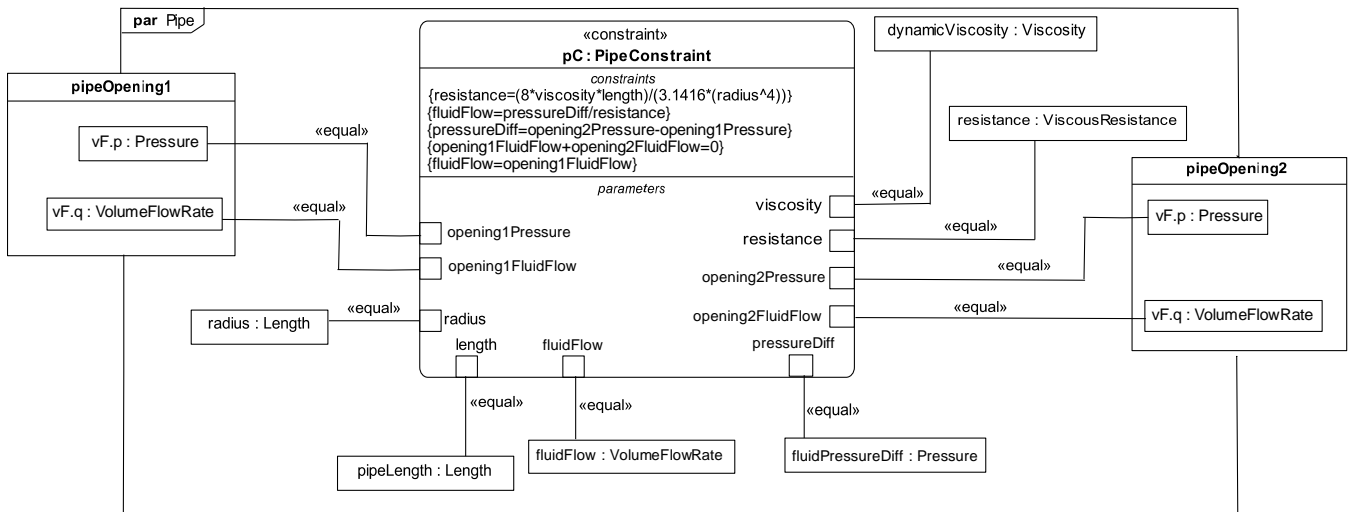 par Pipe
pipeOpening1
vF.p : Pressure
vF.q : VolumeFlowRate
«equal»
«equal»
«equal»
radius : Length
«constraint»
pC : PipeConstraint
constraints
{resistance=(8*viscosity*length)/(3.1416*(radius^4))}
{fluidFlow=pressureDiff/resistance}
{pressureDiff=opening2Pressure-opening1Pressure}
{opening1FluidFlow+opening2FluidFlow=0}
{fluidFlow=opening1FluidFlow}
parameters
opening1Pressure
opening1FluidFlow
radius
length
fluidFlow
pressureDiff
viscosity
resistance
opening2Pressure
opening2FluidFlow
«equal»
«equal»
«equal»
pipeLength : Length
fluidFlow : VolumeFlowRate
fluidPressureDiff : Pressure
dynamicViscosity : Viscosity
resistance : ViscousResistance
«equal»
«equal»
«equal»
«equal»
pipeOpening2
vF.p : Pressure
vF.q : VolumeFlowRate